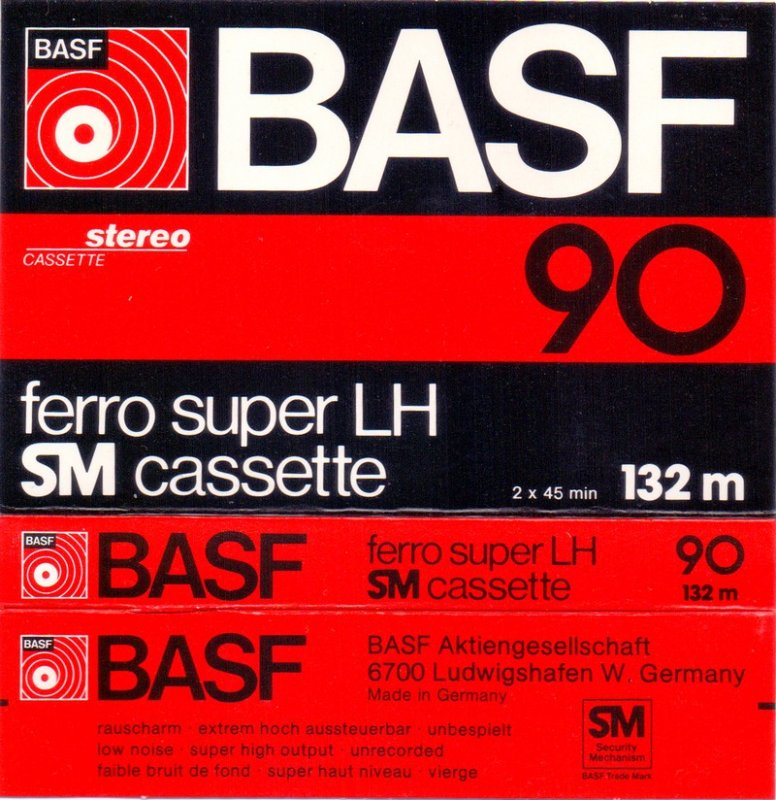 BASF
BASF
stereo
CASSETTE
90
ferro super LH
SM cassette
2 x 45 min 132 m
BASF
BASF
ferro super LH
SM cassette
90
132 m
BASF
BASF
BASF Aktiengesellschaft
6700 Ludwigshafen W. Germany
Made in Germany
rauscharm · extrem hoch aussteuerbar · unbespielt
low noise · super high output · unrecorded
faible bruit de fond · super haut niveau · vierge
SM
Security
Mechanism
BASF Trade Mark